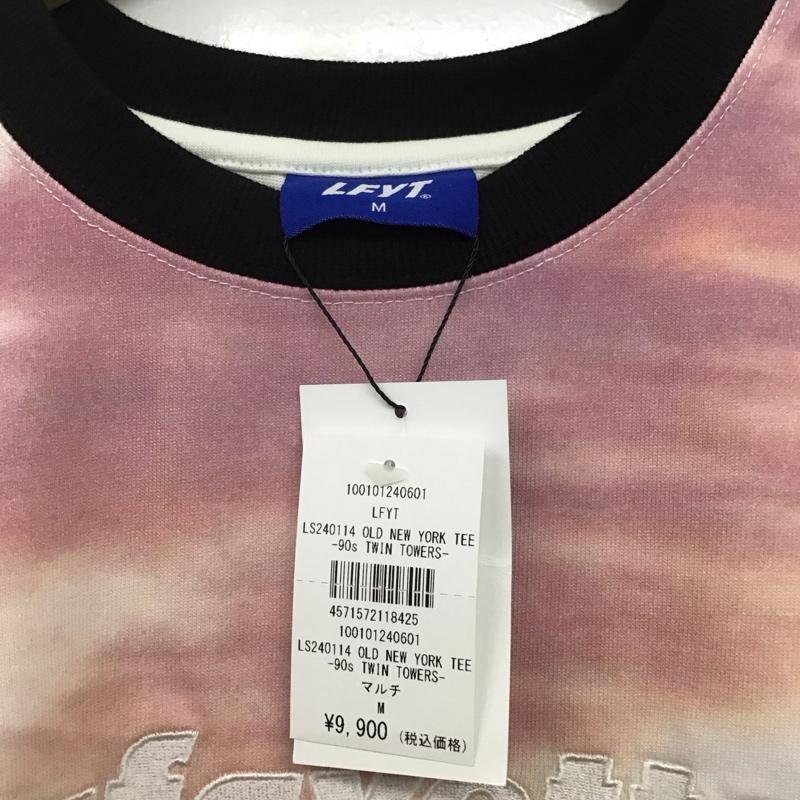 LFYT®
M
100101240601
LFYT
LS240114 OLD NEW YORK TEE
-90s TWIN TOWERS-
4571572118425
100101240601
LS240114 OLD NEW YORK TEE
-90s TWIN TOWERS-
マルチ
M
¥9,900 (税込価格)